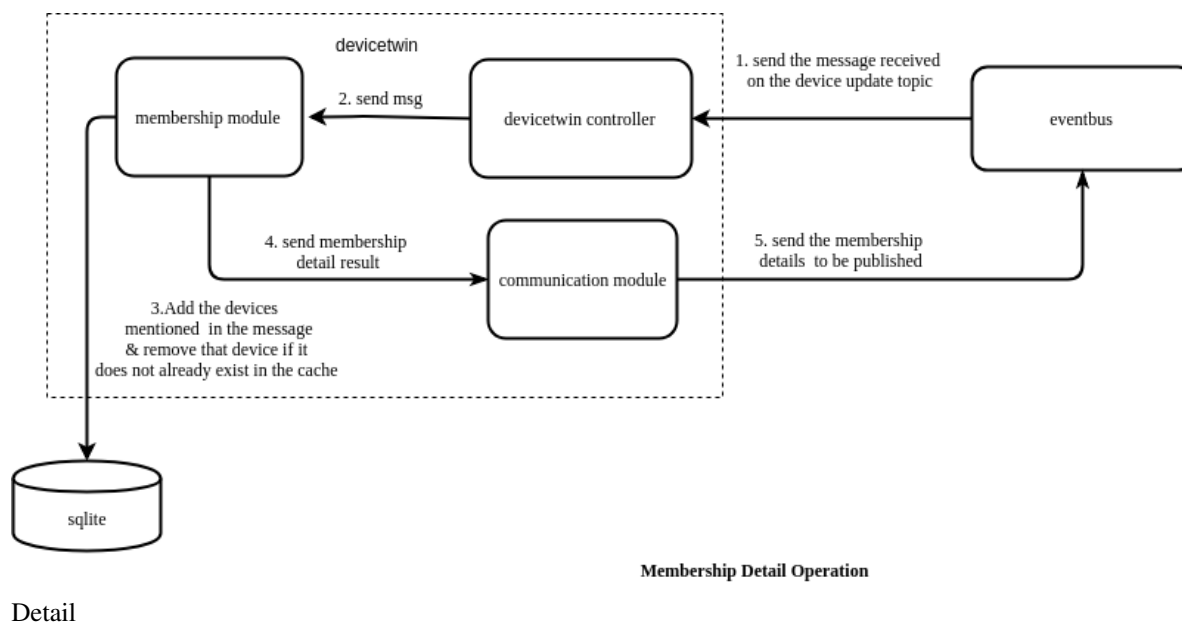 devicetwin
1. send the message received
on the device update topic
membership module
2. send msg
devicetwin controller
eventbus
4. send membership
detail result
5. send the membership
details to be published
communication module
3.Add the devices
mentioned in the message
& remove that device if it
does not already exist in the cache
sqlite
Membership Detail Operation
Detail